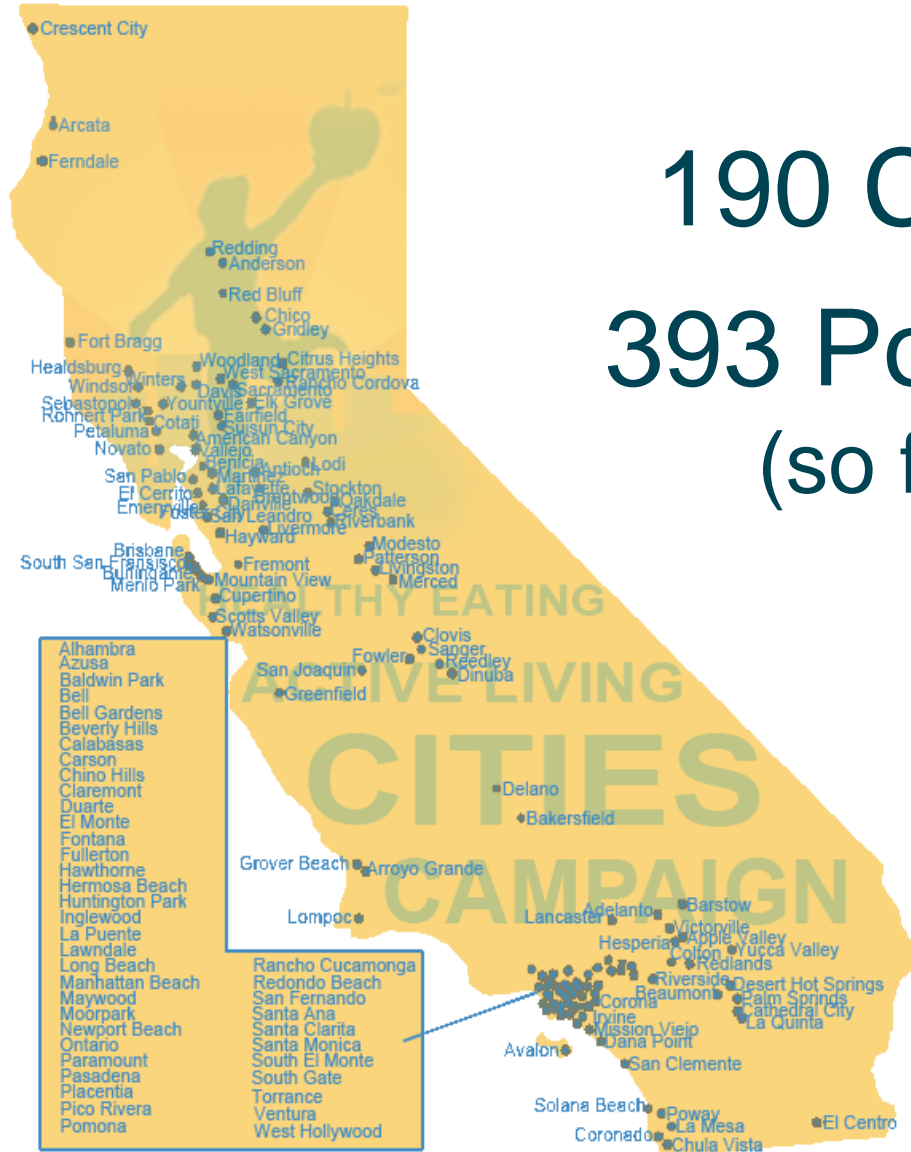 Crescent City
Arcata
Ferndale
190 C
393 Po
(so f
Redding
Anderson
Red Bluff
Chico
Gridley
Fort Bragg
Healdsburg
Windsor
Winters
Woodland
Citrus Heights
West Sacramento
Rancho Cordova
Davis
Sacramento
Sebastopol
Yountville
Elk Grove
Rohnert Park
Cotati
Fairfield
Suisun City
Petaluma
American Canyon
Novato
Vallejo
Benicia
Antioch
Lodi
San Pablo
Martinez
El Cerrito
Lafayette
Brentwood
Stockton
Emeryville
Danville
Oakdale
Foster City
San Leandro
Ceres
Riverbank
Livermore
Hayward
Brisbane
South San Fransisco
Burlingame
Menlo Park
Fremont
Mountain View
Cupertino
Modesto
Patterson
Livingston
Merced
HEALTHY EATING
Scotts Valley
Watsonville
Clovis
Sanger
Fowler
Reedley
San Joaquin
Dinuba
Greenfield
ACTIVE LIVING
CITIES
CAMPAIGN
Delano
Bakersfield
Grover Beach
Arroyo Grande
Lompoc
Lancaster
Adelanto
Barstow
Victorville
Hesperia
Apple Valley
Colton
Yucca Valley
Redlands
Riverside
Desert Hot Springs
Beaumont
Palm Springs
Corona
Cathedral City
Irvine
La Quinta
Mission Viejo
Dana Point
Avalon
San Clemente
Solana Beach
Poway
La Mesa
Coronado
Chula Vista
El Centro
Alhambra
Azusa
Baldwin Park
Bell
Bell Gardens
Beverly Hills
Calabasas
Carson
Chino Hills
Claremont
Duarte
El Monte
Fontana
Fullerton
Hawthorne
Hermosa Beach
Huntington Park
Inglewood
La Puente
Lawndale
Long Beach
Manhattan Beach
Maywood
Moorpark
Newport Beach
Ontario
Paramount
Pasadena
Placentia
Pico Rivera
Pomona
Rancho Cucamonga
Redondo Beach
San Fernando
Santa Ana
Santa Clarita
Santa Monica
South El Monte
South Gate
Torrance
Ventura
West Hollywood